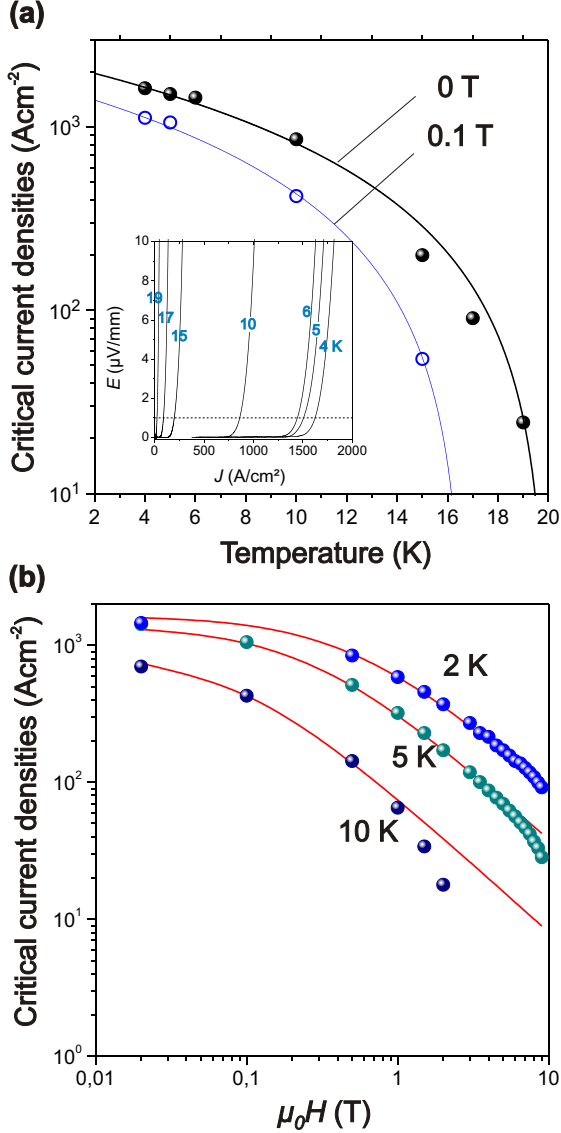 (a)
Critical current densities (Acm⁻²)
10³
10²
10¹
0 T
0.1 T
E (µV/mm)
10
8
6
4
2
0
19
17
15
10
6
5
4 K
0 500 1000 1500 2000
J (A/cm²)
2 4 6 8 10 12 14 16 18 20
Temperature (K)
(b)
Critical current densities (Acm⁻²)
10³
10²
10¹
10⁰
2 K
5 K
10 K
0,01 0,1 1 10
µ₀H (T)